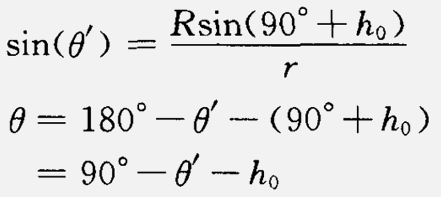 sin(θ′) = Rsin(90° + h₀) / r
θ = 180° − θ′ − (90° + h₀)
= 90° − θ′ − h₀